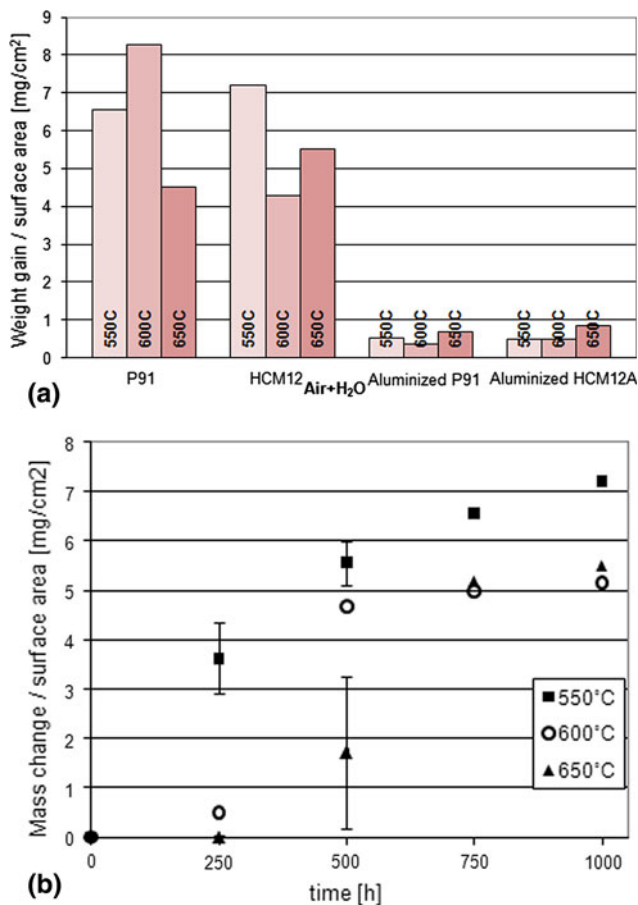 9
8
7
6
5
4
3
2
1
0
Weight gain / surface area [mg/cm²]
550C 600C 650C 550C 600C 650C 550C 600C 650C 550C 600C 650C
P91 HCM12 Air+H₂O Aluminized P91 Aluminized HCM12A
(a)
8
7
6
5
4
3
2
1
0
Mass change / surface area [mg/cm2]
550°C
600°C
650°C
0 250 500 750 1000
time [h]
(b)